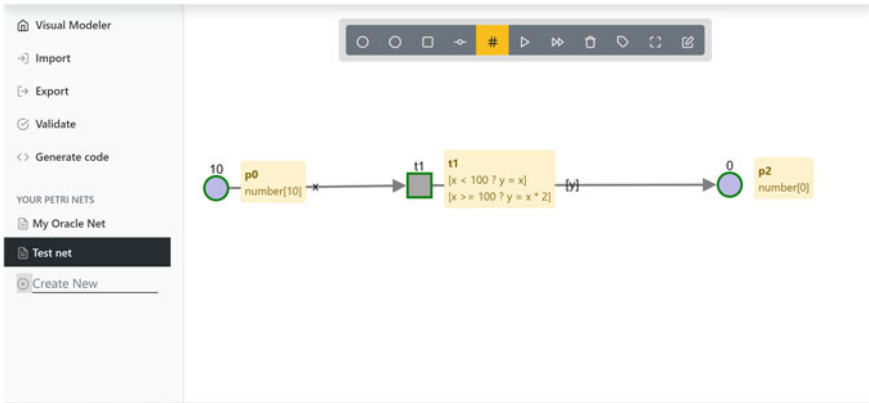 Visual Modeler
Import
Export
Validate
Generate code
YOUR PETRI NETS
My Oracle Net
Test net
Create New
#
10
p0
number[10]
x
t1
t1
[x < 100 ? y = x]
[x >= 100 ? y = x * 2]
[y]
0
p2
number[0]